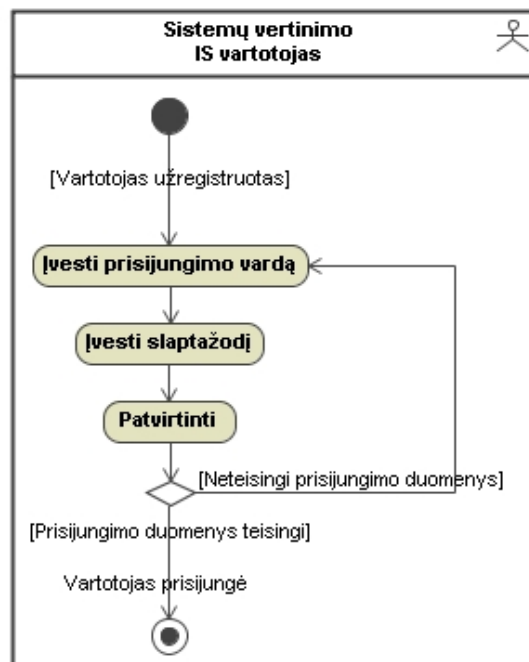 Sistemų vertinimo
IS vartotojas
[Vartotojas užregistruotas]
Įvesti prisijungimo vardą
Įvesti slaptažodį
Patvirtinti
[Neteisingi prisijungimo duomenys]
[Prisijungimo duomenys teisingi]
Vartotojas prisijungė